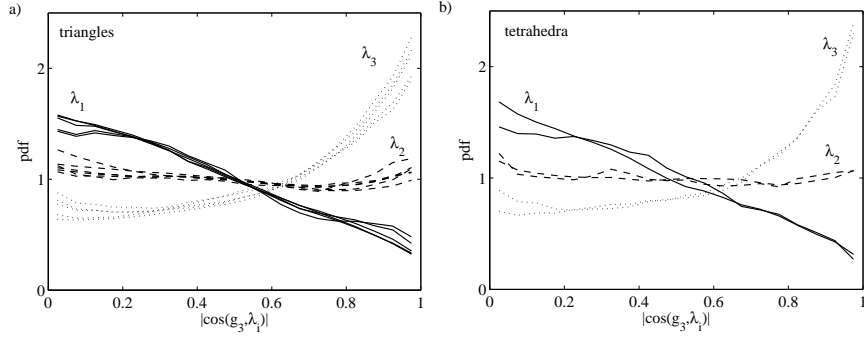 a)
triangles
λ3
λ1
λ2
pdf
2
1
0
0 0.2 0.4 0.6 0.8 1
|cos(g3,λi)|
b)
tetrahedra
λ3
λ1
λ2
pdf
2
1
0
0 0.2 0.4 0.6 0.8 1
|cos(g3,λi)|